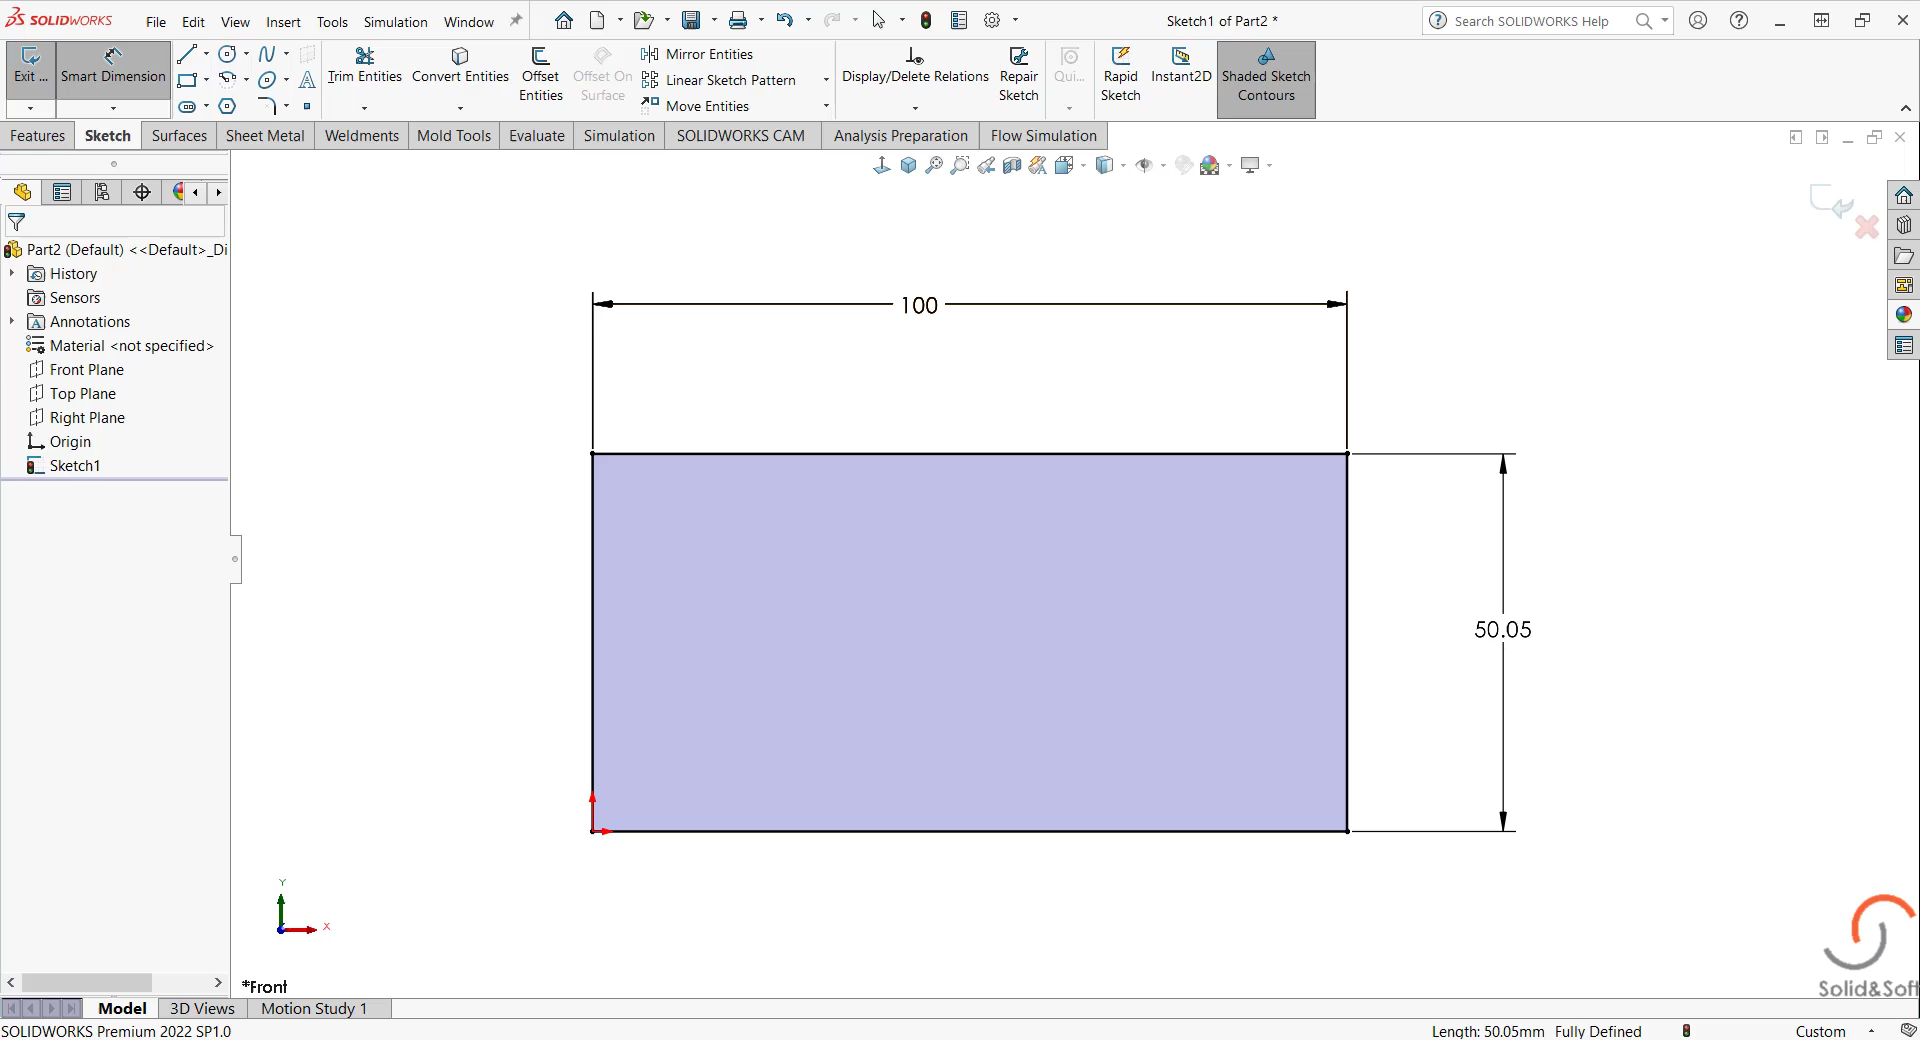 SOLIDWORKS File Edit View Insert Tools Simulation Window Sketch1 of Part2 * Search SOLIDWORKS Help
Exit ... Smart Dimension Trim Entities Convert Entities Offset Entities Offset On Surface Mirror Entities Linear Sketch Pattern Move Entities Display/Delete Relations Repair Sketch Qui... Rapid Sketch Instant2D Shaded Sketch Contours
Features Sketch Surfaces Sheet Metal Weldments Mold Tools Evaluate Simulation SOLIDWORKS CAM Analysis Preparation Flow Simulation
Part2 (Default) <<Default>_Di
History
Sensors
Annotations
Material <not specified>
Front Plane
Top Plane
Right Plane
Origin
Sketch1
100
50.05
Y
X
*Front
Solid&Soft
Model 3D Views Motion Study 1
SOLIDWORKS Premium 2022 SP1.0 Length: 50.05mm Fully Defined Custom